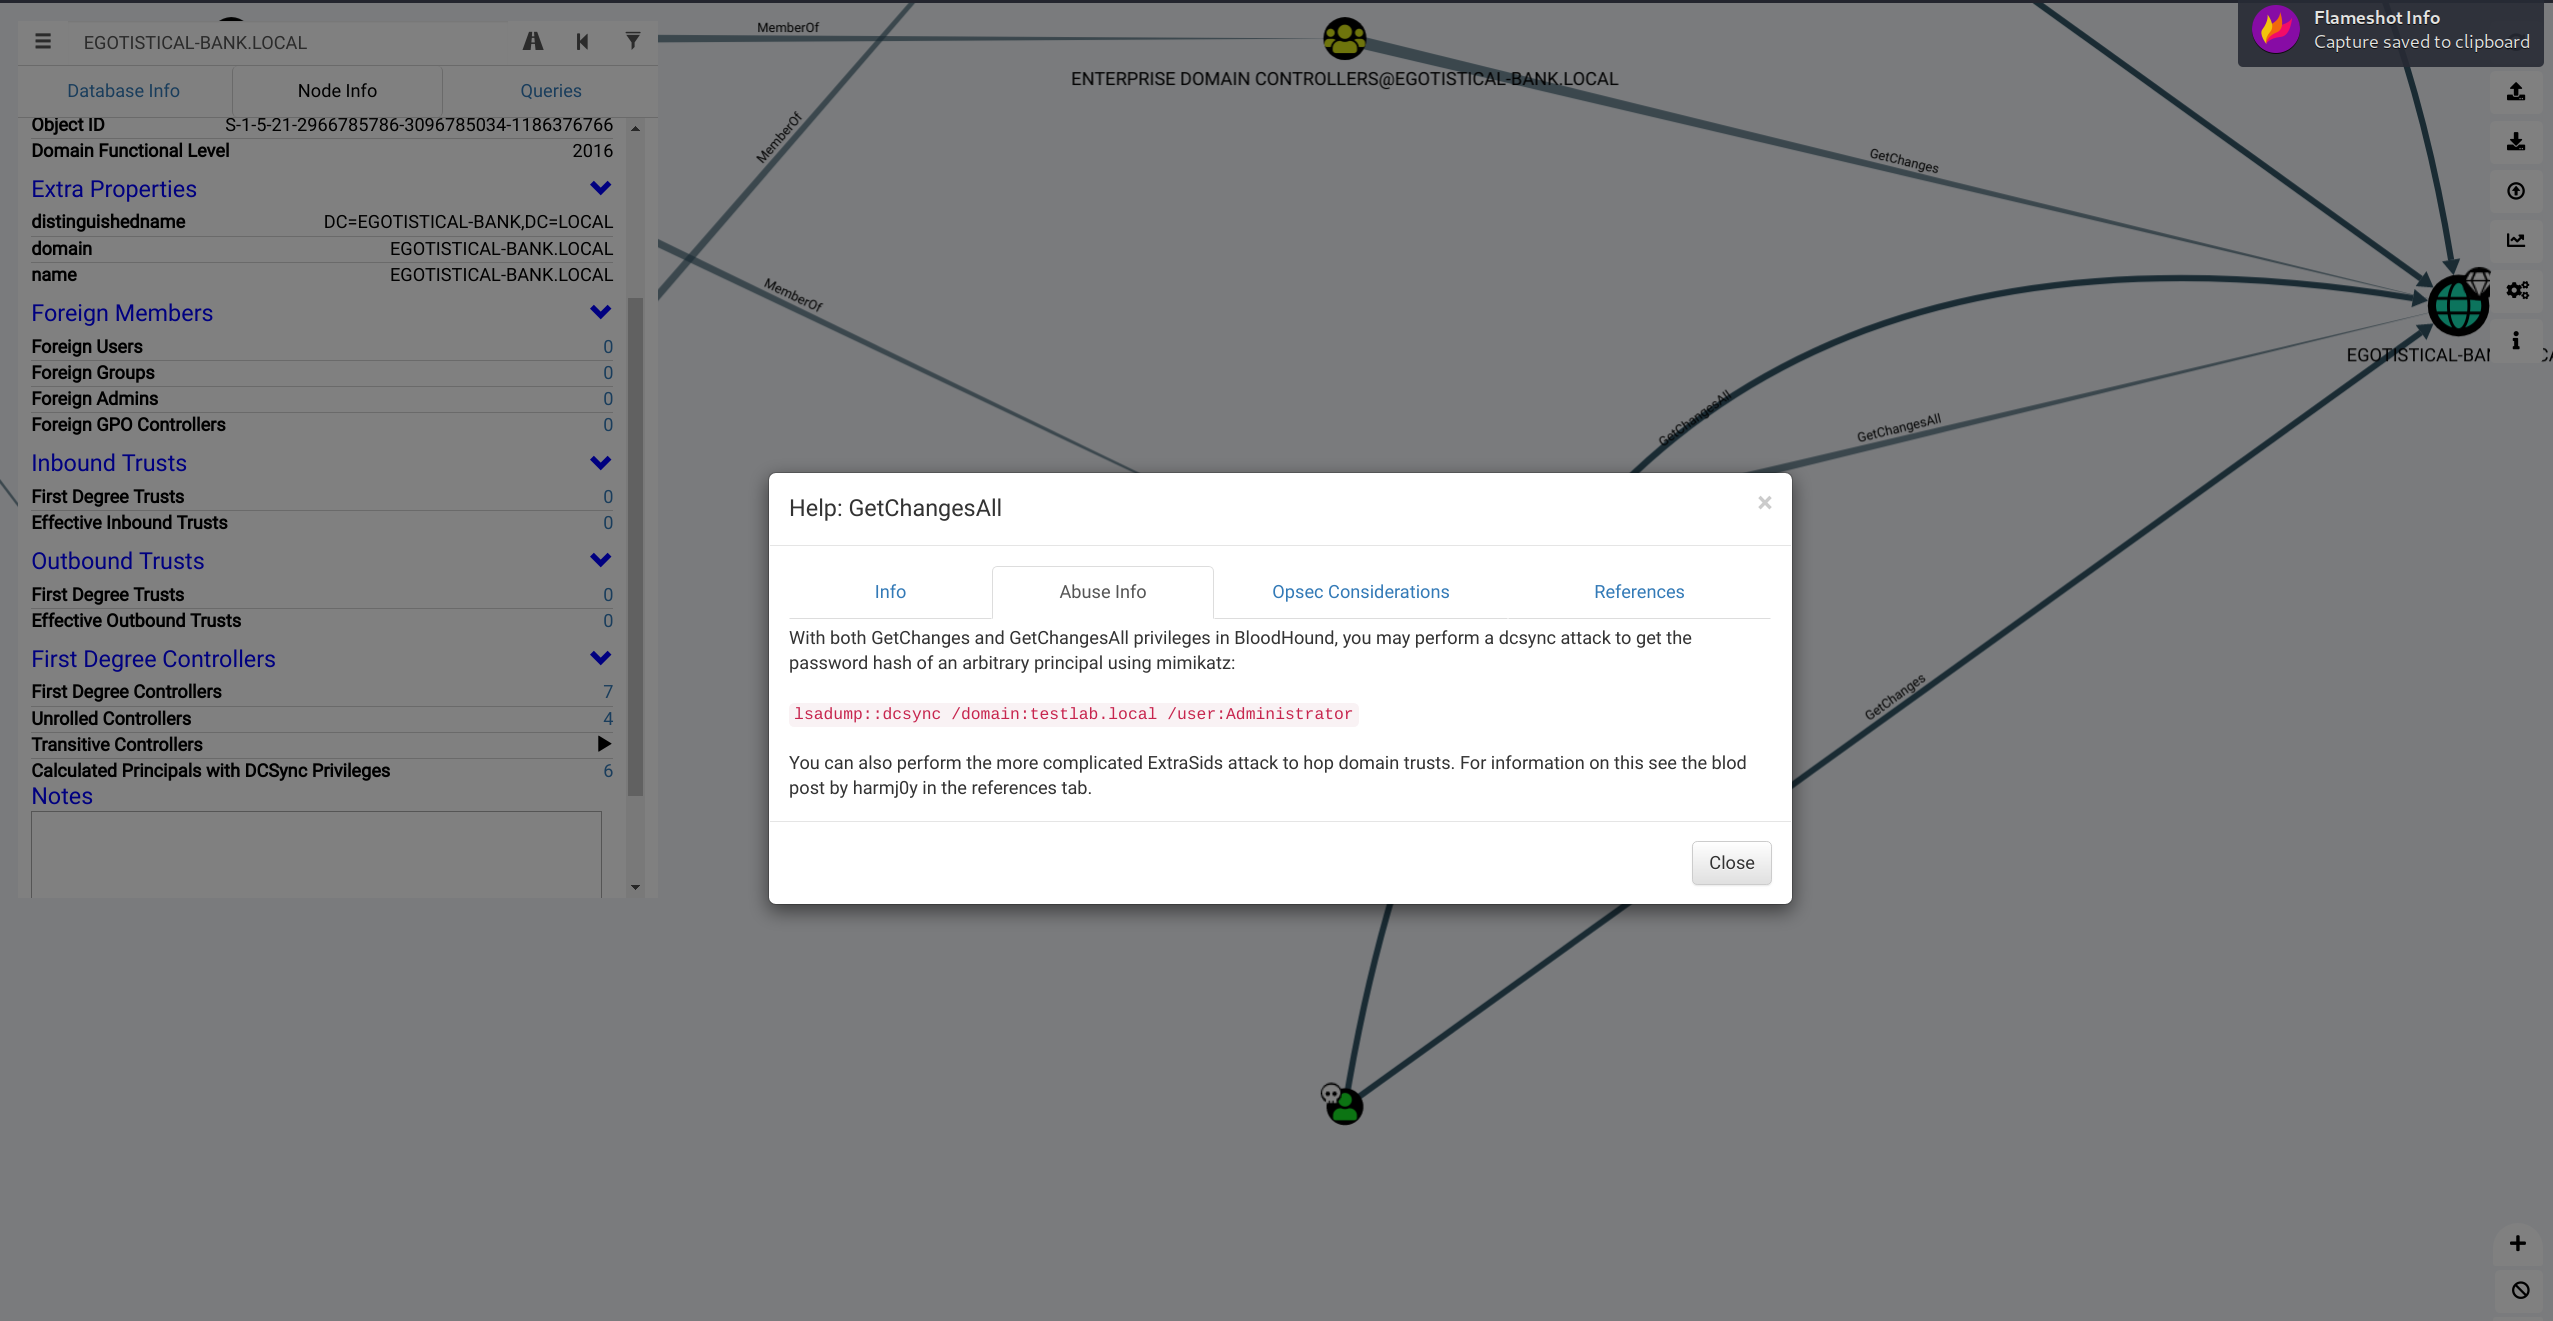 EGOTISTICAL-BANK.LOCAL
Database Info
Node Info
Queries
Object ID S-1-5-21-2966785786-3096785034-1186376766
Domain Functional Level 2016
Extra Properties
distinguishedname DC=EGOTISTICAL-BANK,DC=LOCAL
domain EGOTISTICAL-BANK.LOCAL
name EGOTISTICAL-BANK.LOCAL
Foreign Members
Foreign Users 0
Foreign Groups 0
Foreign Admins 0
Foreign GPO Controllers 0
Inbound Trusts
First Degree Trusts 0
Effective Inbound Trusts 0
Outbound Trusts
First Degree Trusts 0
Effective Outbound Trusts 0
First Degree Controllers
First Degree Controllers 7
Unrolled Controllers 4
Transitive Controllers
Calculated Principals with DCSync Privileges 6
Notes
MemberOf
MemberOf
MemberOf
ENTERPRISE DOMAIN CONTROLLERS@EGOTISTICAL-BANK.LOCAL
GetChanges
GetChangesAll
GetChangesAll
GetChanges
Flameshot Info
Capture saved to clipboard
Help: GetChangesAll
×
Info
Abuse Info
Opsec Considerations
References
With both GetChanges and GetChangesAll privileges in BloodHound, you may perform a dcsync attack to get the
password hash of an arbitrary principal using mimikatz:
lsadump::dcsync /domain:testlab.local /user:Administrator
You can also perform the more complicated ExtraSids attack to hop domain trusts. For information on this see the blod
post by harmj0y in the references tab.
Close